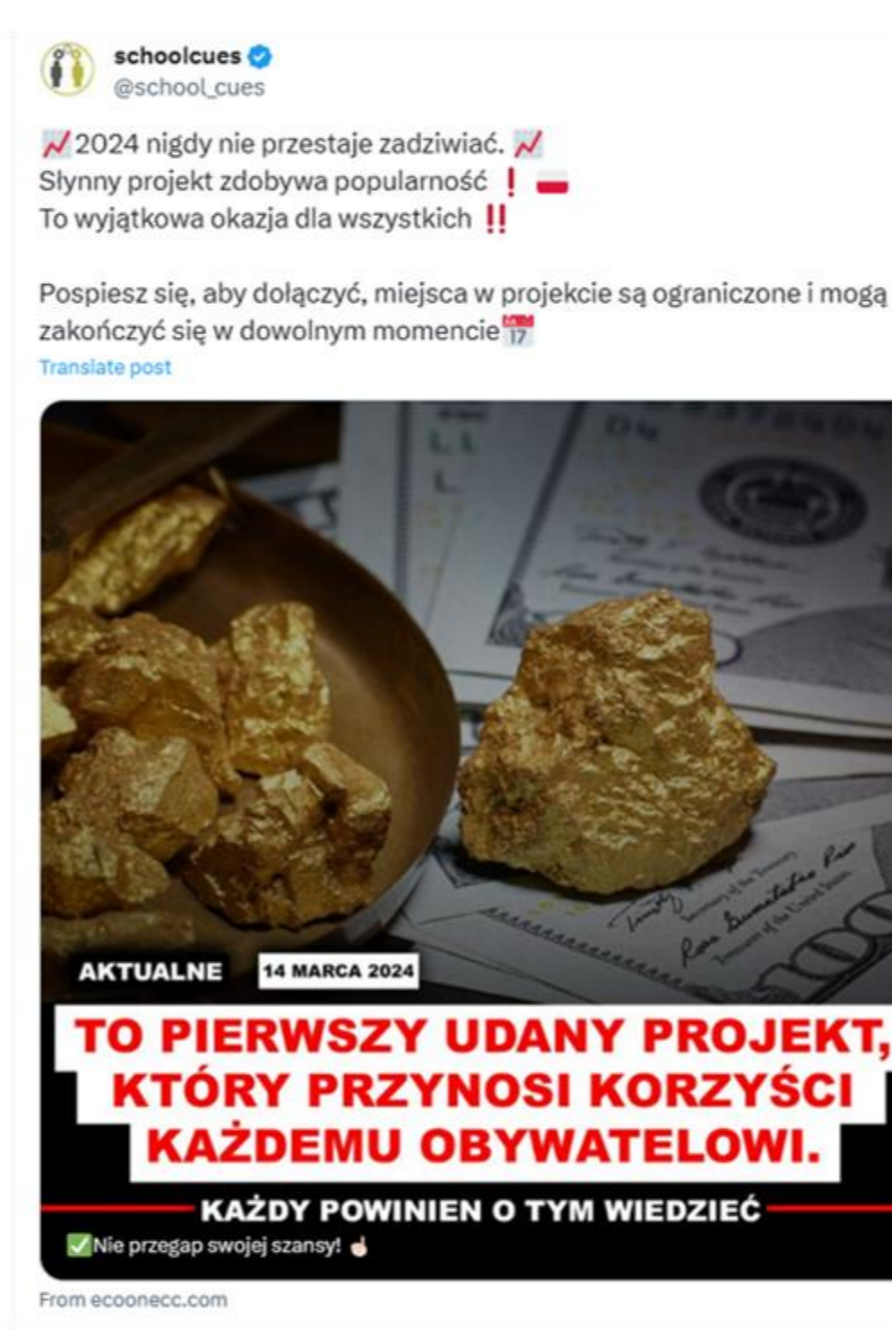 schoolcues
@school_cues
📈2024 nigdy nie przestaje zadziwiać. 📈
Słynny projekt zdobywa popularność ❗ 🇵🇱
To wyjątkowa okazja dla wszystkich ‼️
Pospiesz się, aby dołączyć, miejsca w projekcie są ograniczone i mogą
zakończyć się w dowolnym momencie📅
Translate post
AKTUALNE 14 MARCA 2024
TO PIERWSZY UDANY PROJEKT,
KTÓRY PRZYNOSI KORZYŚCI
KAŻDEMU OBYWATELOWI.
KAŻDY POWINIEN O TYM WIEDZIEĆ
✅Nie przegap swojej szansy! ☝🏻
From ecoonecc.com